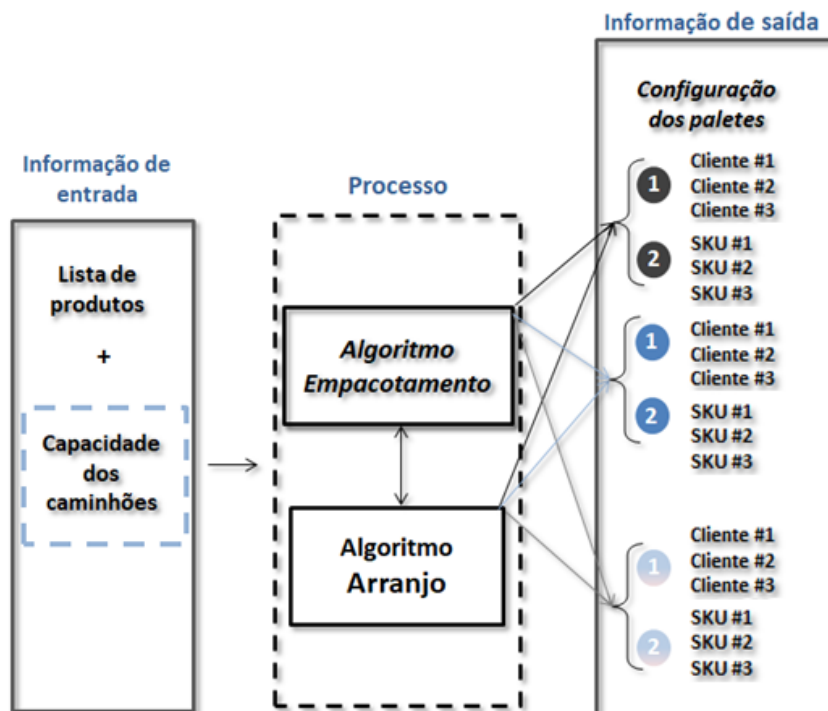 Informação de
entrada
Lista de
produtos
+
Capacidade
dos
caminhões
Processo
Algoritmo
Empacotamento
Algoritmo
Arranjo
Informação de saída
Configuração
dos paletes
1
Cliente #1
Cliente #2
Cliente #3
2
SKU #1
SKU #2
SKU #3
1
Cliente #1
Cliente #2
Cliente #3
2
SKU #1
SKU #2
SKU #3
1
Cliente #1
Cliente #2
Cliente #3
2
SKU #1
SKU #2
SKU #3